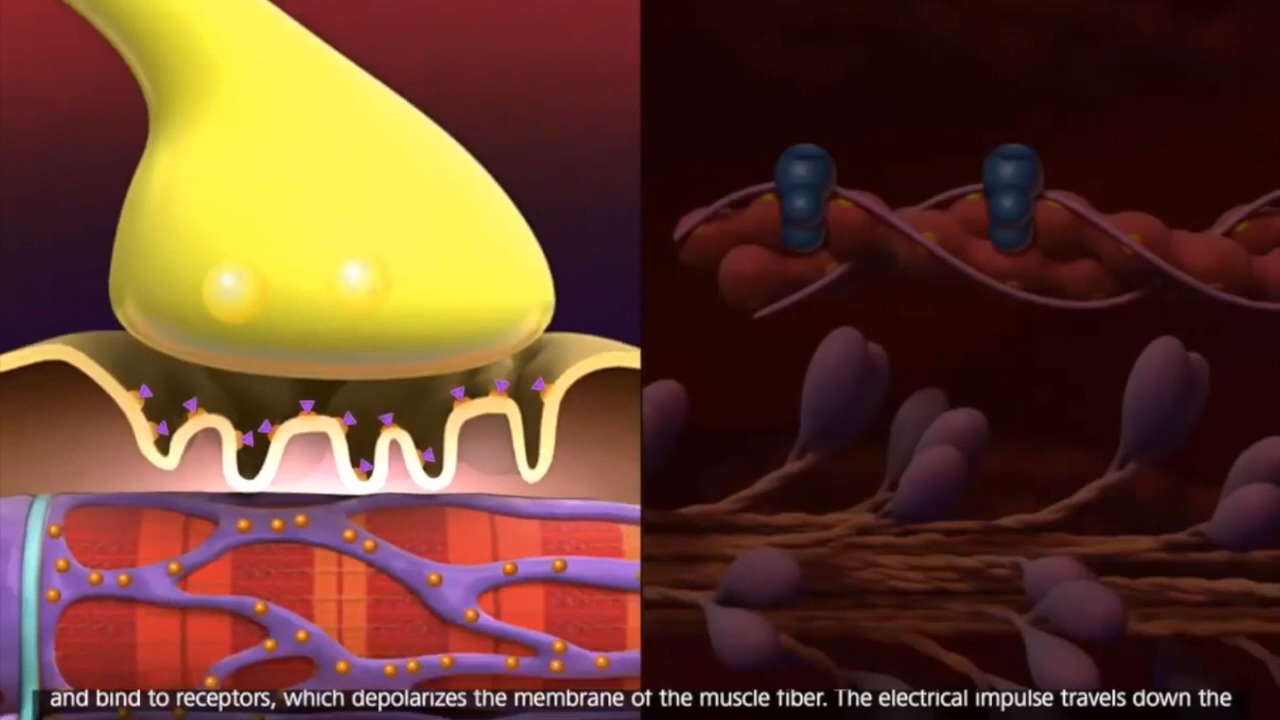 and bind to receptors, which depolarizes the membrane of the muscle fiber. The electrical impulse travels down the